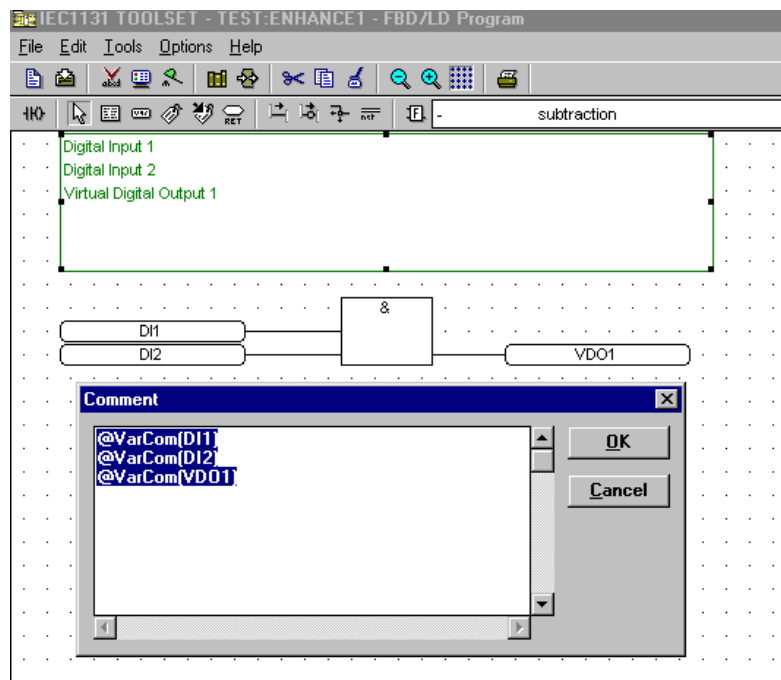 IEC1131 TOOLSET - TEST:ENHANCE1 - FBD/LD Program
File Edit Tools Options Help
RET
- subtraction
Digital Input 1
Digital Input 2
Virtual Digital Output 1
&
DI1
DI2
VDO1
Comment
@VarCom(DI1)
@VarCom(DI2)
@VarCom(VDO1)
OK
Cancel